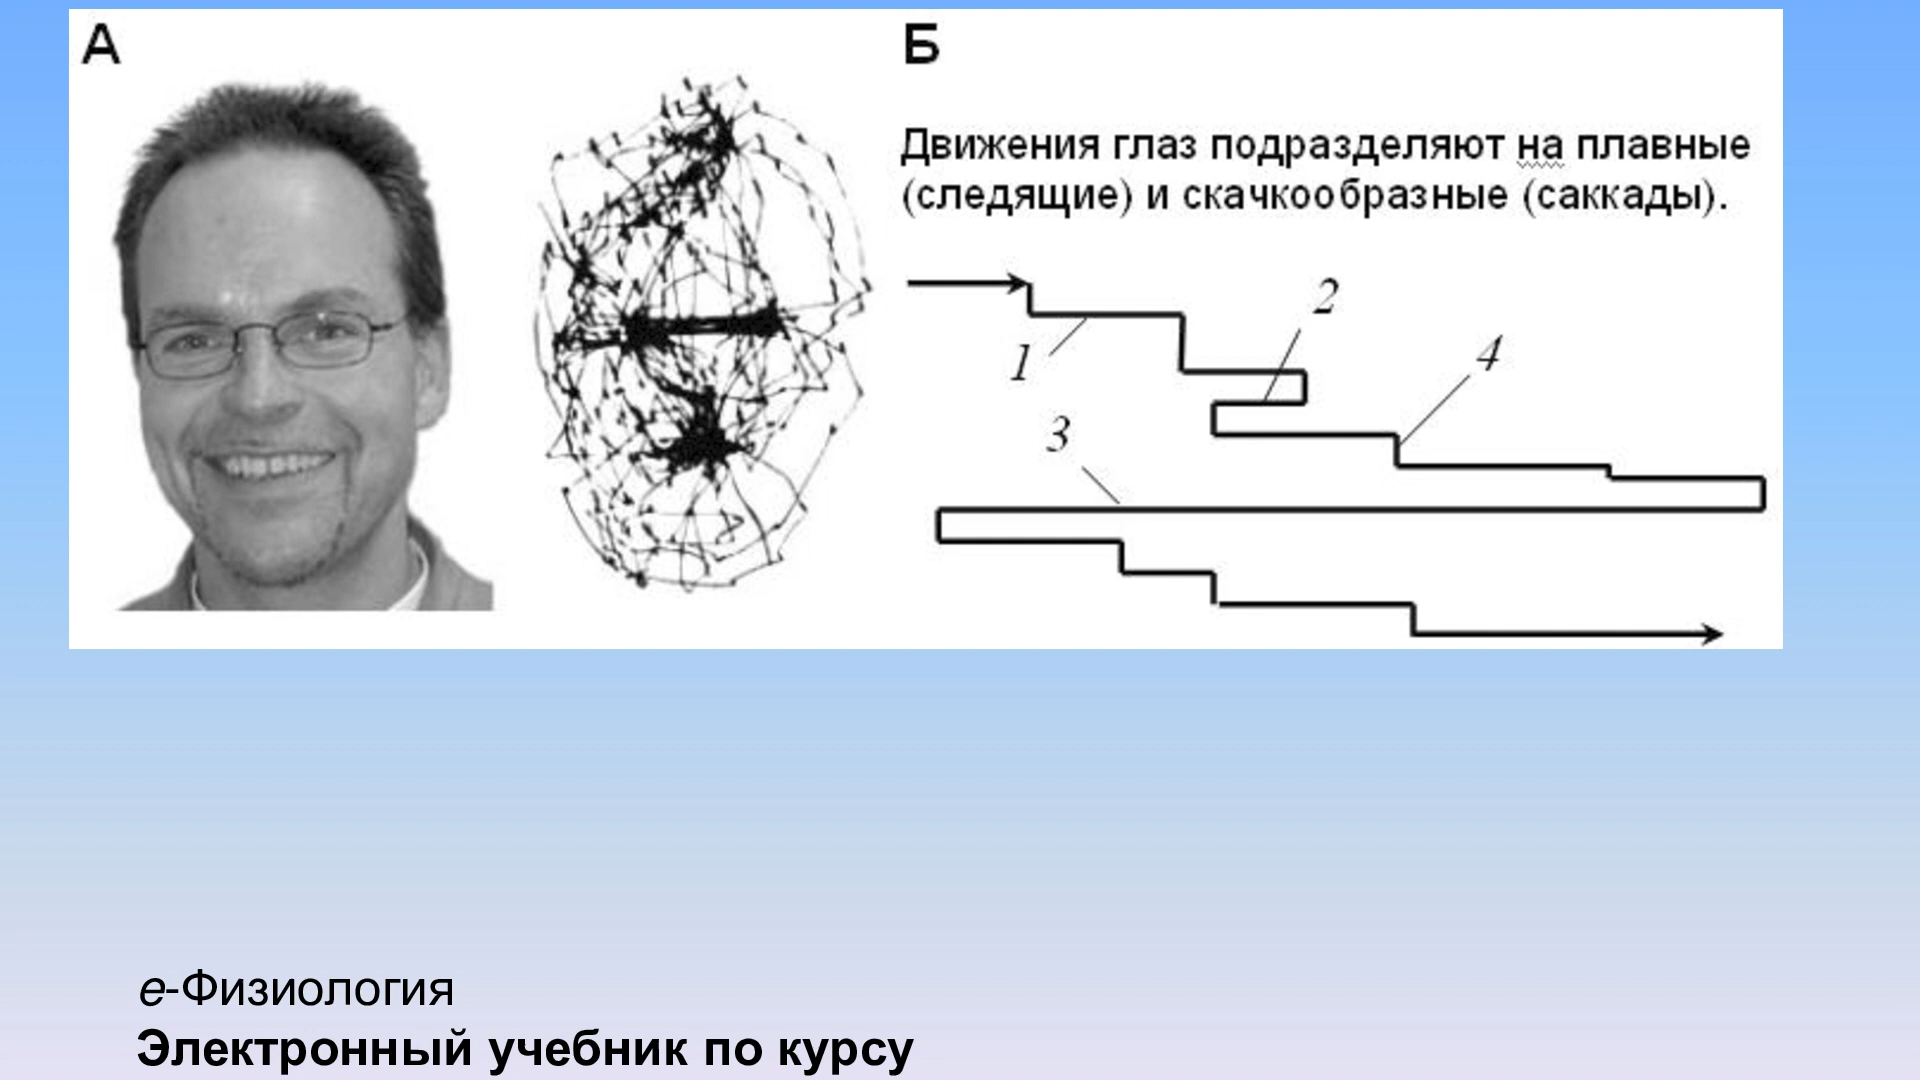 А
Б
Движения глаз подразделяют на плавные
(следящие) и скачкообразные (саккады).
1
2
3
4
е-Физиология
Электронный учебник по курсу